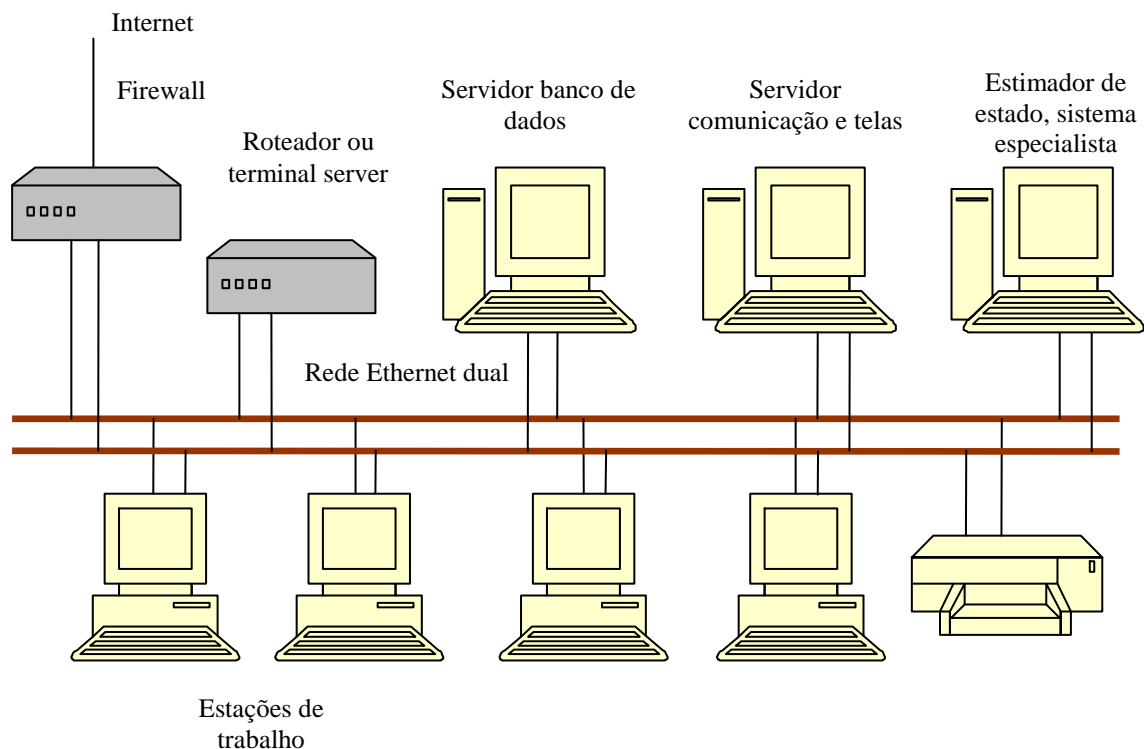 Internet
Firewall
Roteador ou
terminal server
Servidor banco de
dados
Servidor
comunicação e telas
Estimador de
estado, sistema
especialista
Rede Ethernet dual
Estações de
trabalho